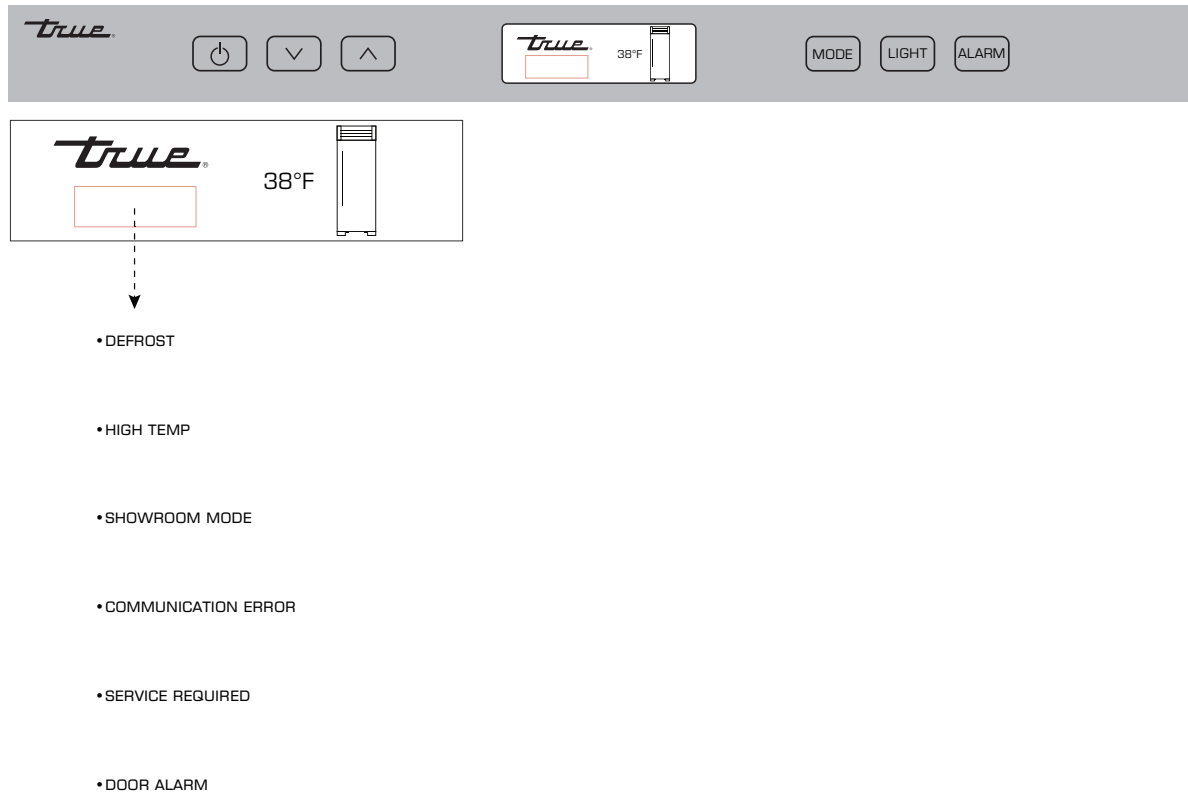 true®
true® 38°F MODE LIGHT ALARM
true®
38°F
•DEFROST
•HIGH TEMP
•SHOWROOM MODE
•COMMUNICATION ERROR
•SERVICE REQUIRED
•DOOR ALARM